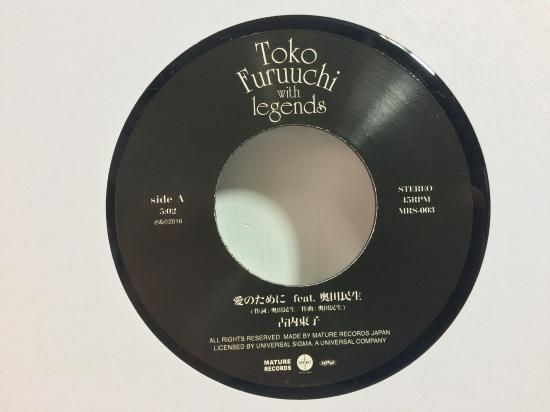 Toko
Furuuchi
with
legends
side A
5:02
℗&©2016
STEREO
45RPM
MRS-003
愛のために feat. 奥田民生
(作詞:奥田民生 作曲:奥田民生)
古内東子
ALL RIGHTS RESERVED MADE BY MATURE RECORDS JAPAN
LICENSED BY UNIVERSAL SIGMA, A UNIVERSAL COMPANY
MATURE
RECORDS